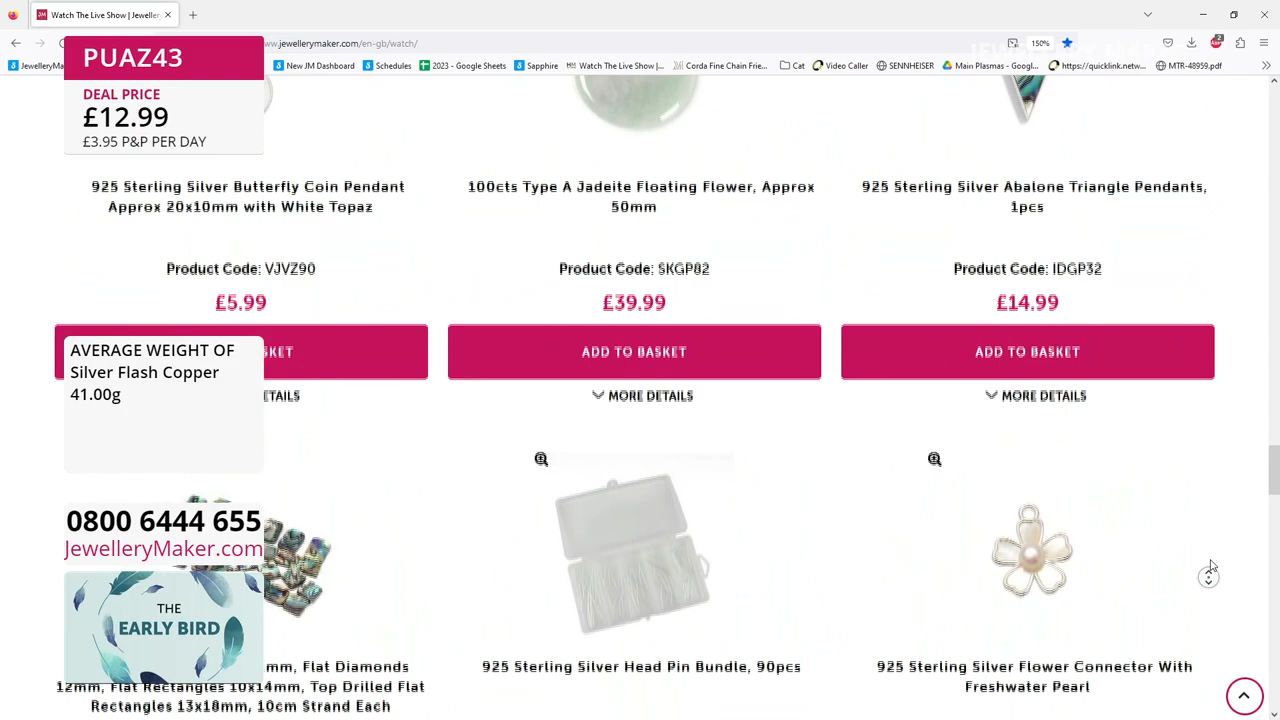 Watch The Live Show | Jeweller
.jewellerymaker.com/en-gb/watch/
150%
2
JewelleryM
New JM Dashboard
Schedules
2023 - Google Sheets
Sapphire
Watch The Live Show |...
Corda Fine Chain Frie...
Cat
Video Caller
SENNHEISER
Main Plasmas - Googl...
https://quicklink.netw...
MTR-48959.pdf
PUAZ43
DEAL PRICE
£12.99
£3.95 P&P PER DAY
925 Sterling Silver Butterfly Coin Pendant
Approx 20x10mm with White Topaz
Product Code: VJVZ90
£5.99
SKET
ETAILS
100cts Type A Jadeite Floating Flower, Approx
50mm
Product Code: SKGP82
£39.99
ADD TO BASKET
MORE DETAILS
925 Sterling Silver Abalone Triangle Pendants,
1pcs
Product Code: IDGP32
£14.99
ADD TO BASKET
MORE DETAILS
AVERAGE WEIGHT OF
Silver Flash Copper
41.00g
0800 6444 655
JewelleryMaker.com
THE
EARLY BIRD
mm, Flat Diamonds
12mm, Flat Rectangles 10x14mm, Top Drilled Flat
Rectangles 13x18mm, 10cm Strand Each
925 Sterling Silver Head Pin Bundle, 90pcs
925 Sterling Silver Flower Connector With
Freshwater Pearl